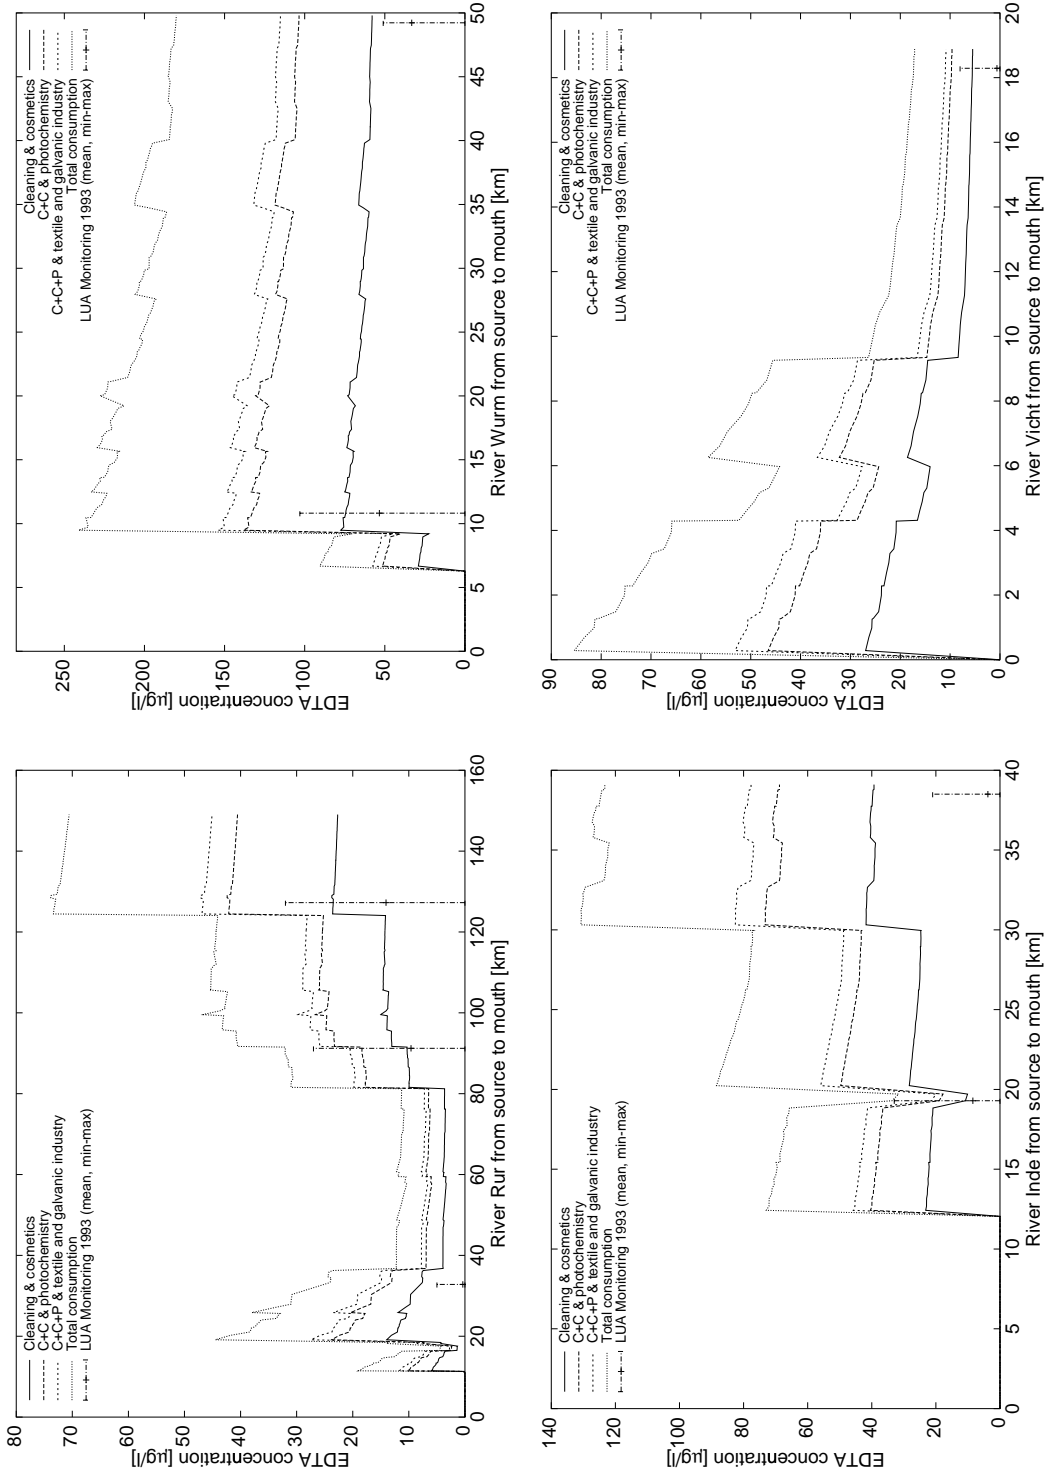 EDTA concentration [µg/l]
80
70
60
50
40
30
20
10
0
Cleaning & cosmetics
C+C & photochemistry
C+C+P & textile and galvanic industry
Total consumption
LUA Monitoring 1993 (mean, min-max)
0 20 40 60 80 100 120 140 160
River Rur from source to mouth [km]
EDTA concentration [µg/l]
250
200
150
100
50
0
Cleaning & cosmetics
C+C & photochemistry
C+C+P & textile and galvanic industry
Total consumption
LUA Monitoring 1993 (mean, min-max)
0 5 10 15 20 25 30 35 40 45 50
River Wurm from source to mouth [km]
EDTA concentration [µg/l]
140
120
100
80
60
40
20
0
Cleaning & cosmetics
C+C & photochemistry
C+C+P & textile and galvanic industry
Total consumption
LUA Monitoring 1993 (mean, min-max)
0 5 10 15 20 25 30 35 40
River Inde from source to mouth [km]
EDTA concentration [µg/l]
90
80
70
60
50
40
30
20
10
0
Cleaning & cosmetics
C+C & photochemistry
C+C+P & textile and galvanic industry
Total consumption
LUA Monitoring 1993 (mean, min-max)
0 2 4 6 8 10 12 14 16 18 20
River Vicht from source to mouth [km]